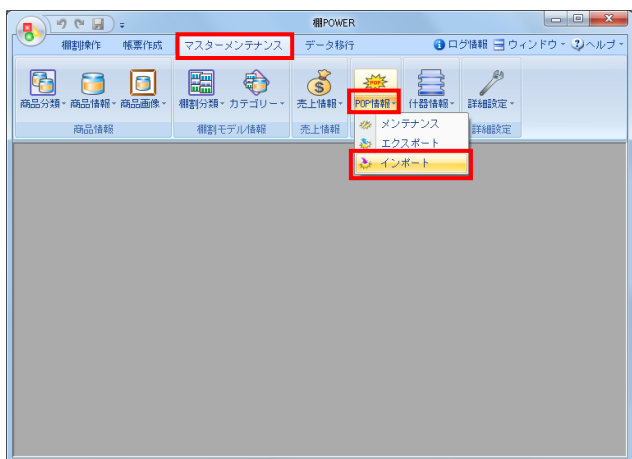 棚POWER
棚割操作 帳票作成 マスターメンテナンス データ移行 ログ情報 ウィンドウ ヘルプ
商品分類 商品情報 商品画像 棚割分類 カテゴリー 売上情報 POP情報 什器情報 詳細設定
商品情報 棚割モデル情報 売上情報 詳細設定
メンテナンス
エクスポート
インポート